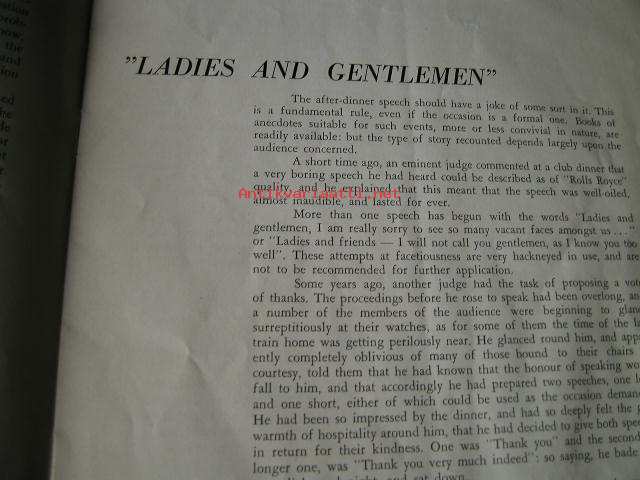 "LADIES AND GENTLEMEN"
The after-dinner speech should have a joke of some sort in it. This
is a fundamental rule, even if the occasion is a formal one. Books of
anecdotes suitable for such events, more or less convivial in nature, are
readily available: but the type of story recounted depends largely upon the
audience concerned.
A short time ago, an eminent judge commented at a club dinner that
a very boring speech he had heard could be described as of "Rolls Royce"
quality, and he explained that this meant that the speech was well-oiled,
almost inaudible, and lasted for ever.
Antikvariaatti.net
More than one speech has begun with the words "Ladies and
gentlemen, I am really sorry to see so many vacant faces amongst us . . ."
or "Ladies and friends — I will not call you gentlemen, as I know you too
well". These attempts at facetiousness are very hackneyed in use, and are
not to be recommended for further application.
Some years ago, another judge had the task of proposing a vot
of thanks. The proceedings before he rose to speak had been overlong, an
a number of the members of the audience were beginning to glan
surreptitiously at their watches, as for some of them the time of the la
train home was getting perilously near. He glanced round him, and appa
ently completely oblivious of many of those bound to their chairs
courtesy, told them that he had known that the honour of speaking wo
fall to him, and that accordingly he had prepared two speeches, one l
and one short, either of which could be used as the occasion deman
He had been so impressed by the dinner, and had so deeply felt the
warmth of hospitality around him, that he had decided to give both spee
in return for their kindness. One was "Thank you" and the second
longer one, was "Thank you very much indeed": so saying, he bade
and sat down.